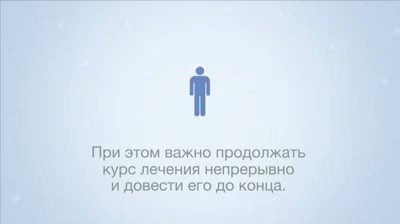 При этом важно продолжать
курс лечения непрерывно
и довести его до конца.